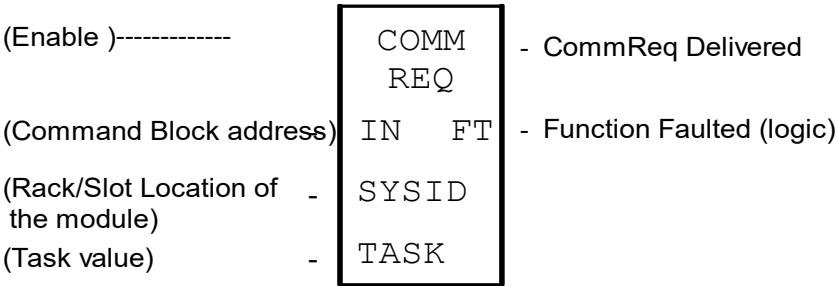 (Enable )-------------
COMM
REQ
- CommReq Delivered
(Command Block address)
-
IN FT
- Function Faulted (logic)
(Rack/Slot Location of
the module)
-
SYSID
(Task value)
-
TASK